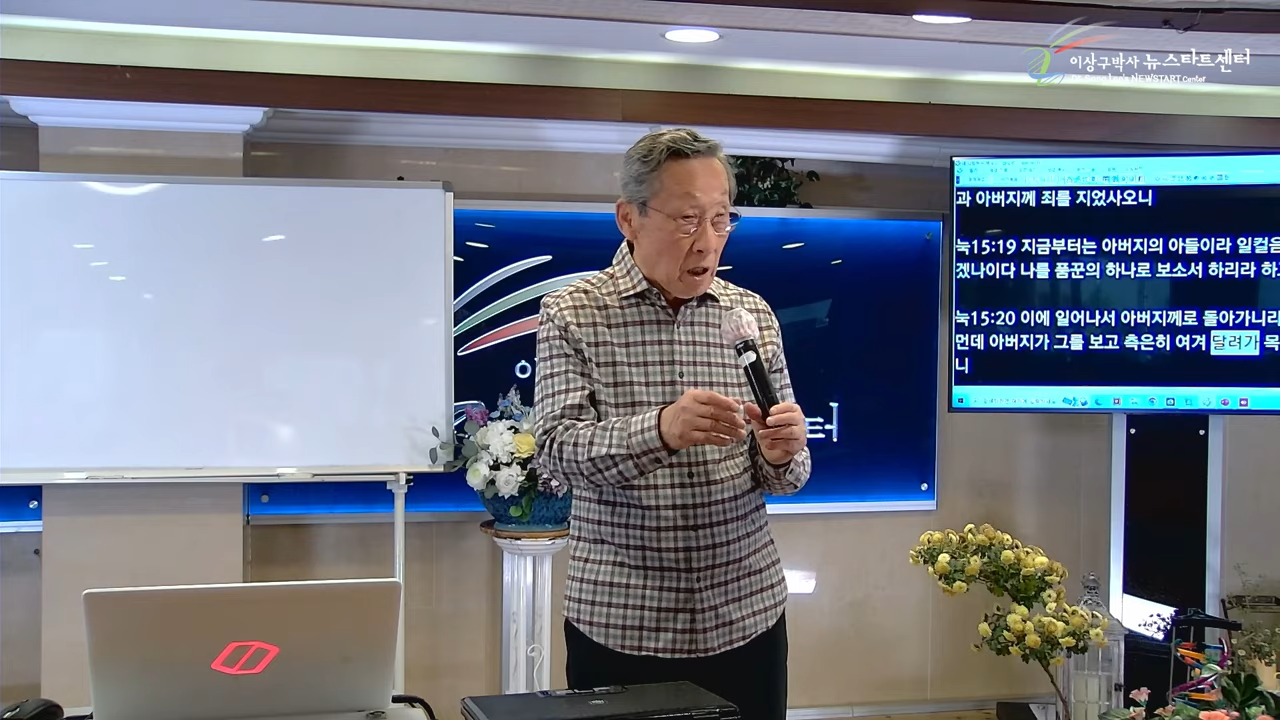 이상구박사 뉴스타트센터
Dr. Sang Lee's NEWSTART Center
과 아버지께 죄를 지었사오니
눅15:19 지금부터는 아버지의 아들이라 일컬음
겠나이다 나를 품꾼의 하나로 보소서 하리라 하
눅15:20 이에 일어나서 아버지께로 돌아가니라
먼데 아버지가 그를 보고 측은히 여겨 달려가 목
니